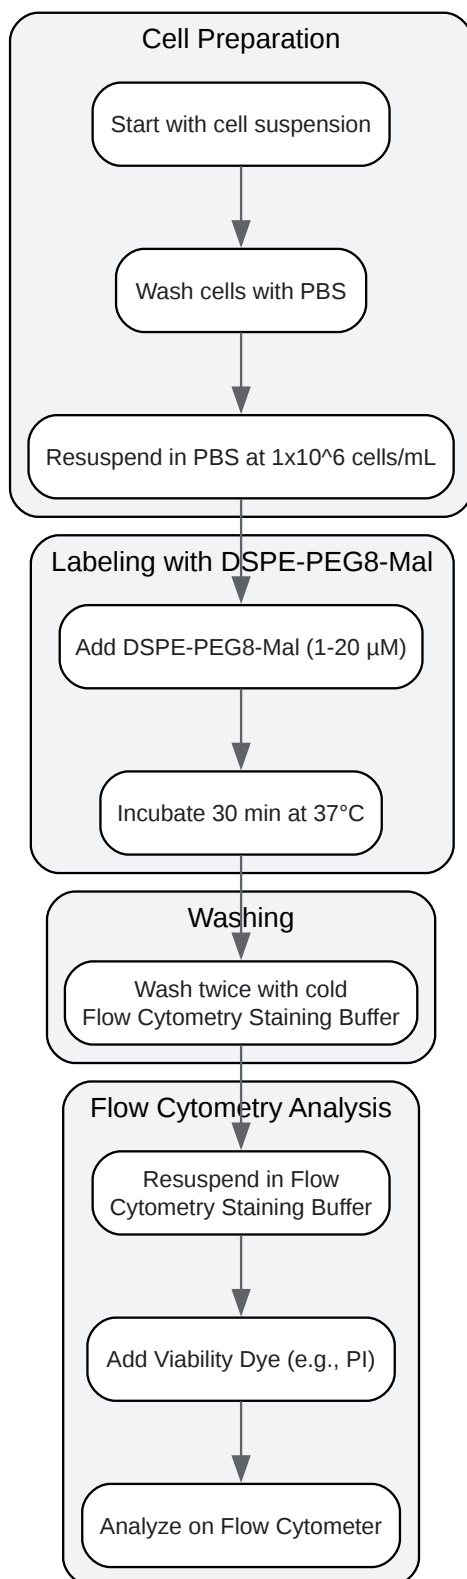 Cell Preparation
Start with cell suspension
Wash cells with PBS
Resuspend in PBS at 1x10^6 cells/mL
Labeling with DSPE-PEG8-Mal
Add DSPE-PEG8-Mal (1-20 µM)
Incubate 30 min at 37°C
Washing
Wash twice with cold
Flow Cytometry Staining Buffer
Flow Cytometry Analysis
Resuspend in Flow
Cytometry Staining Buffer
Add Viability Dye (e.g., PI)
Analyze on Flow Cytometer